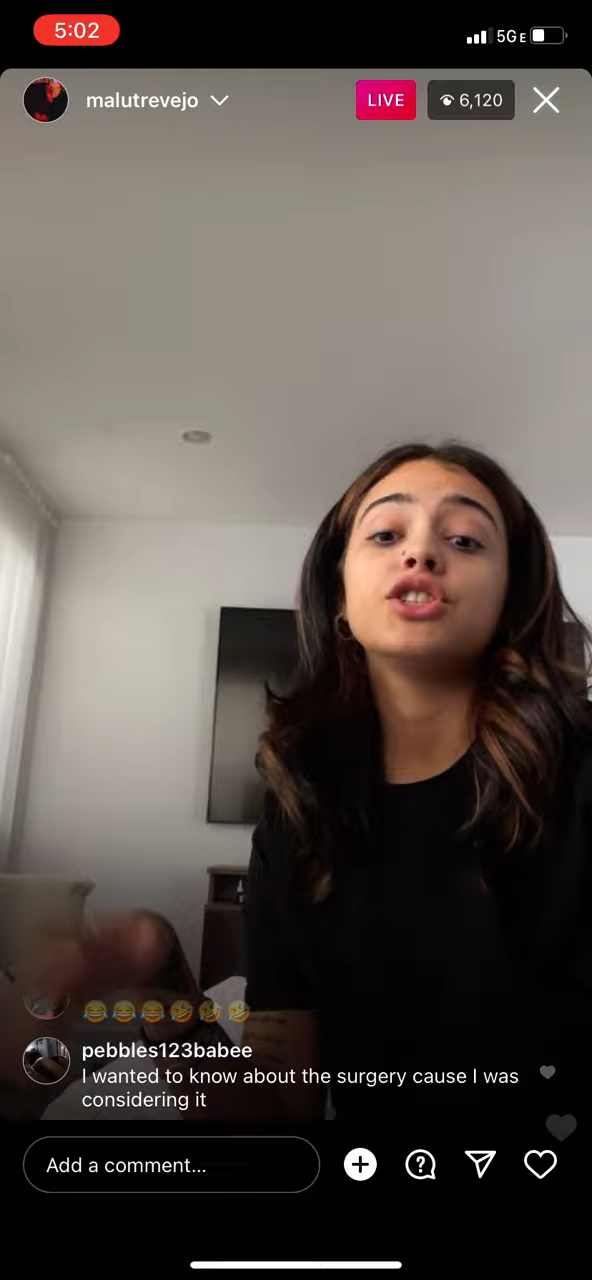 5:02
5GE
malutrevejo
LIVE
6,120
pebbles123babee
I wanted to know about the surgery cause I was
considering it
Add a comment...